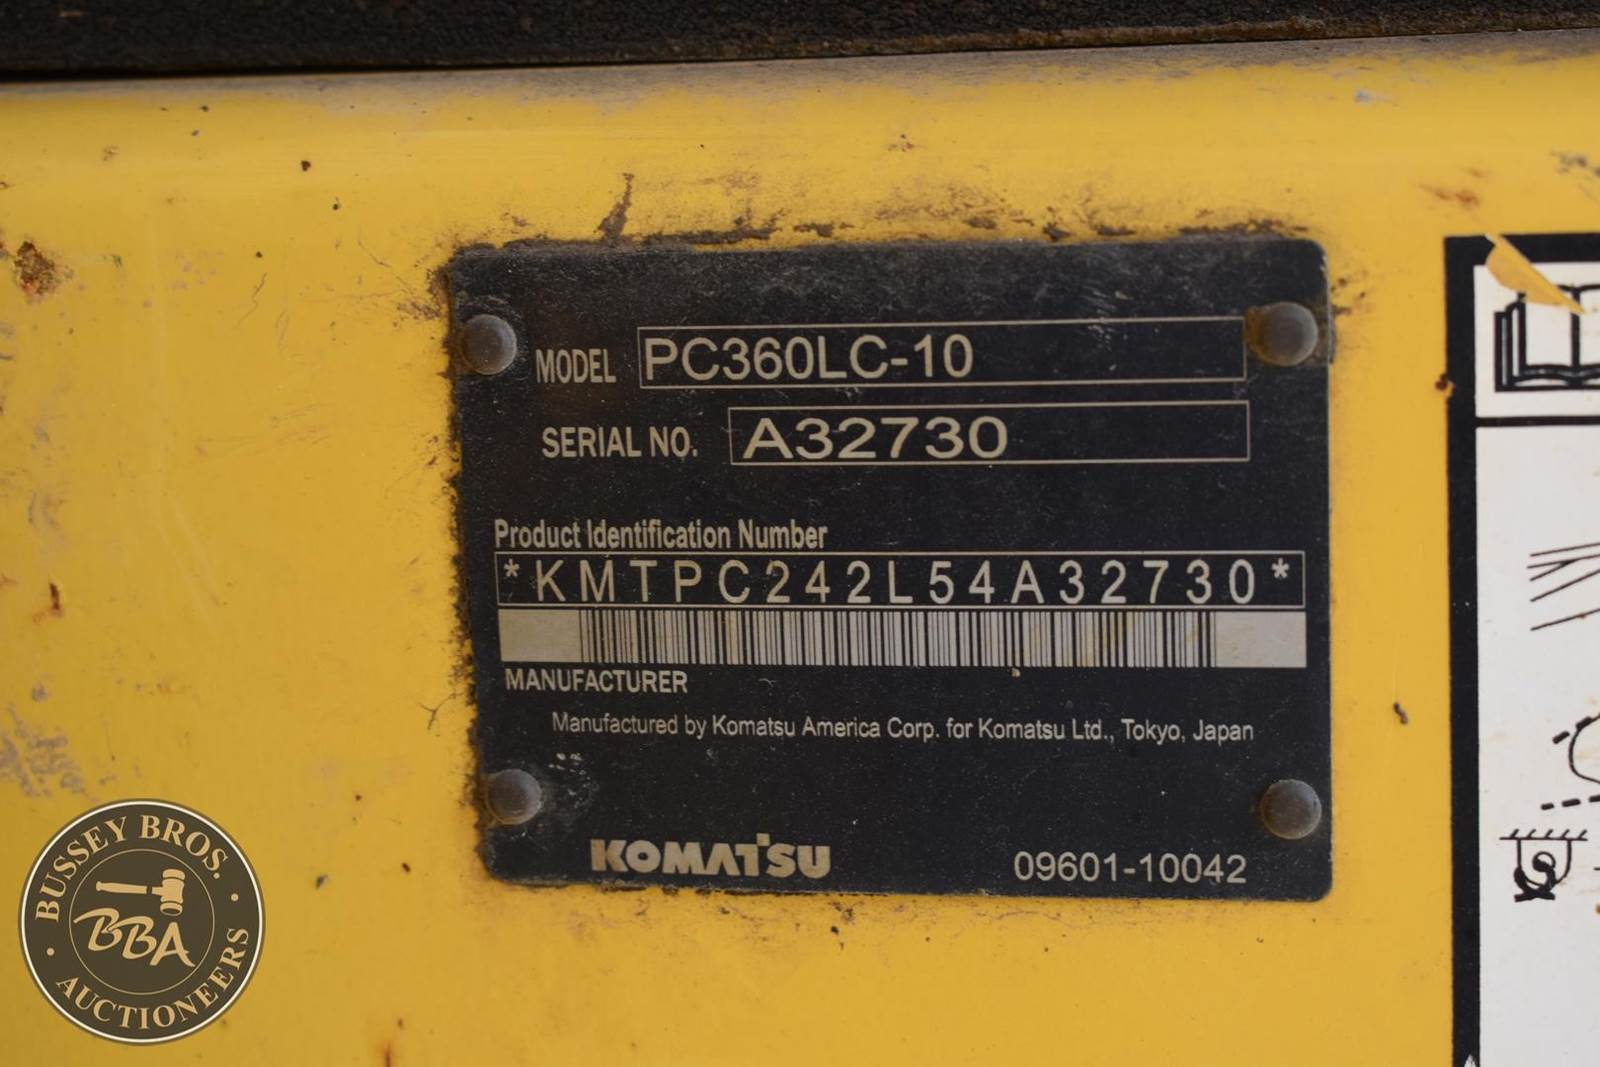 MODEL PC360LC-10
SERIAL NO. A32730
Product Identification Number
*KMTPC242L54A32730*
MANUFACTURER
Manufactured by Komatsu America Corp. for Komatsu Ltd., Tokyo, Japan
KOMATSU 09601-10042
BUSSEY BROS.
BBA
AUCTIONEERS